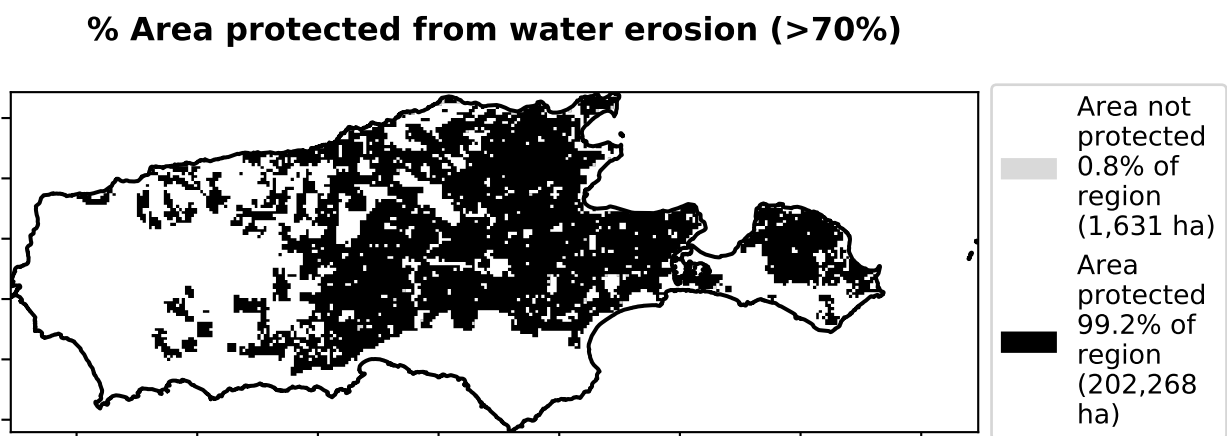 % Area protected from water erosion (>70%)
Area not
protected
0.8% of
region
(1,631 ha)
Area
protected
99.2% of
region
(202,268
ha)